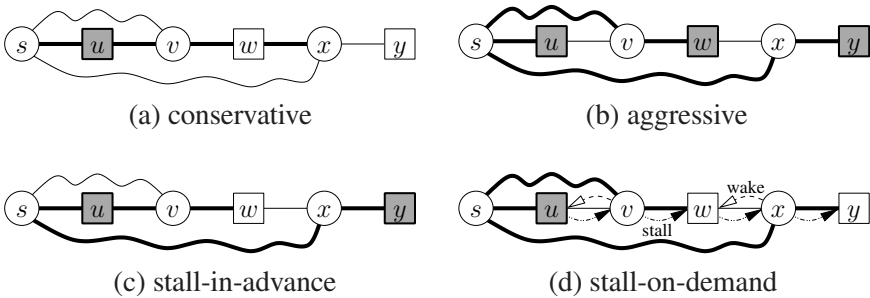 s u v w x y
s u v w x y
(a) conservative
(b) aggressive
wake
s u v w x y
s u v w x y
stall
(c) stall-in-advance
(d) stall-on-demand